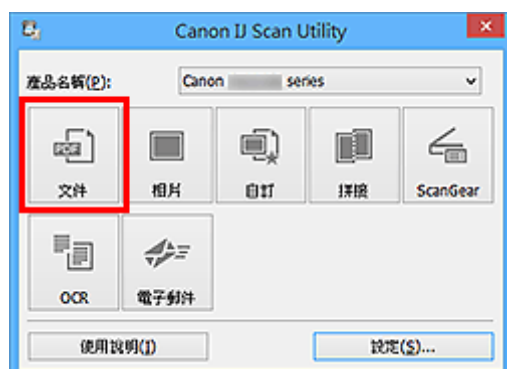 Canon IJ Scan Utility
產品名稱(P):
Canon
series
PDF
文件
相片
自訂
拼接
ScanGear
OCR
電子郵件
使用說明(I)
設定(S)...